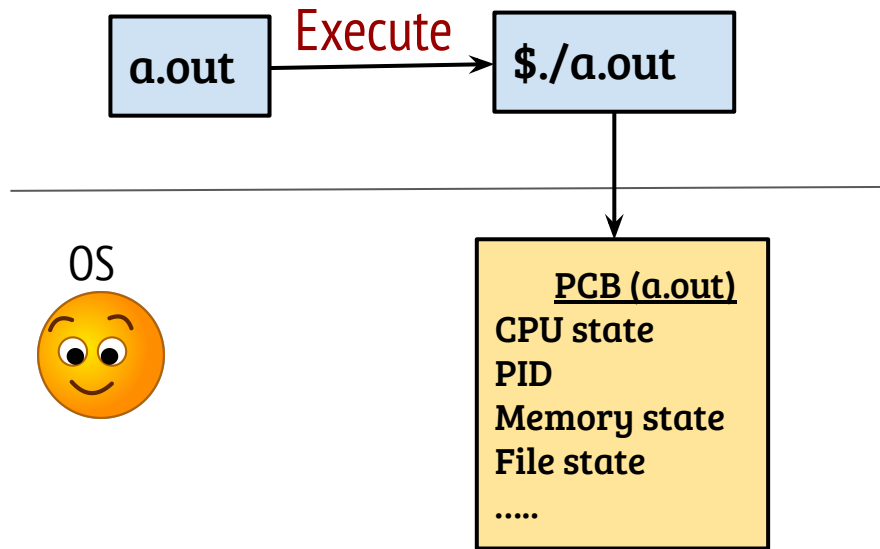 Execute
a.out
$./a.out
OS
PCB (a.out)
CPU state
PID
Memory state
File state
.....